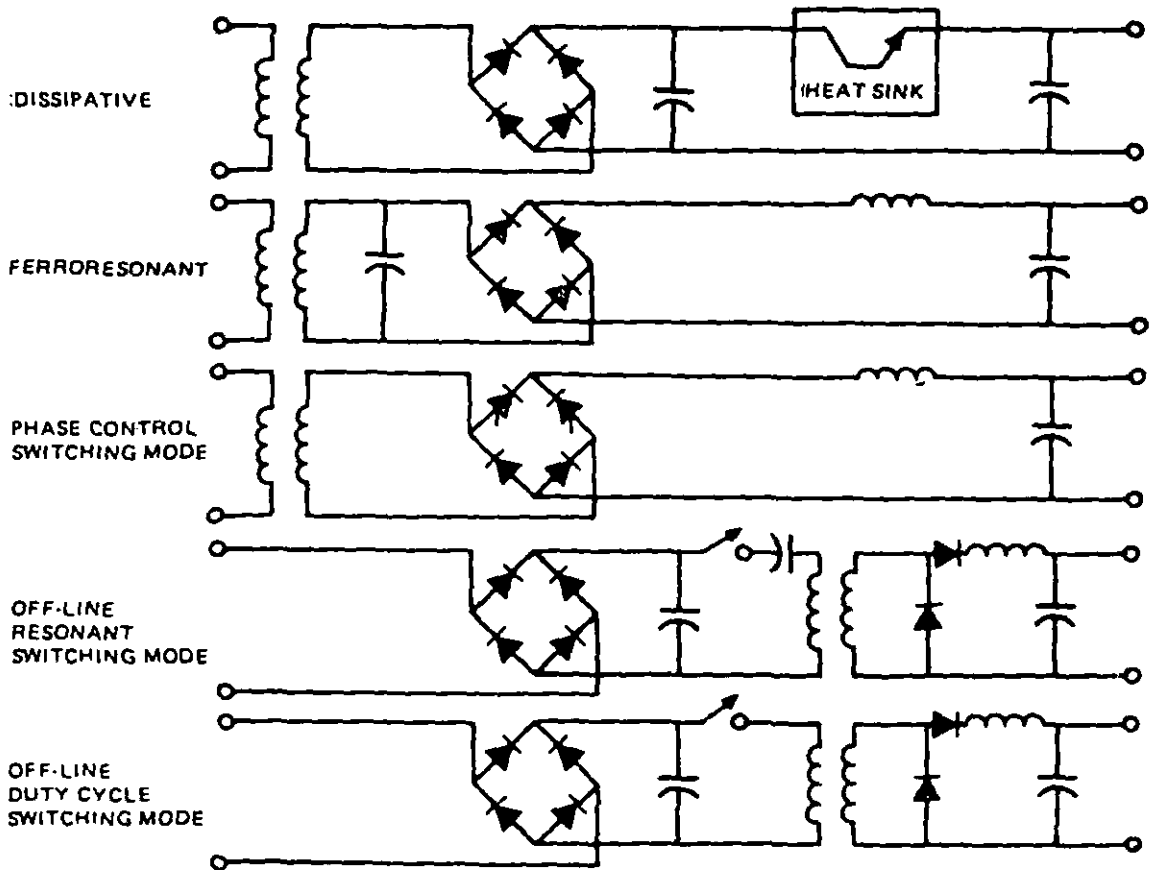 :DISSIPATIVE
HEAT SINK
FERRORESONANT
PHASE CONTROL
SWITCHING MODE
OFF-LINE
RESONANT
SWITCHING MODE
OFF-LINE
DUTY CYCLE
SWITCHING MODE